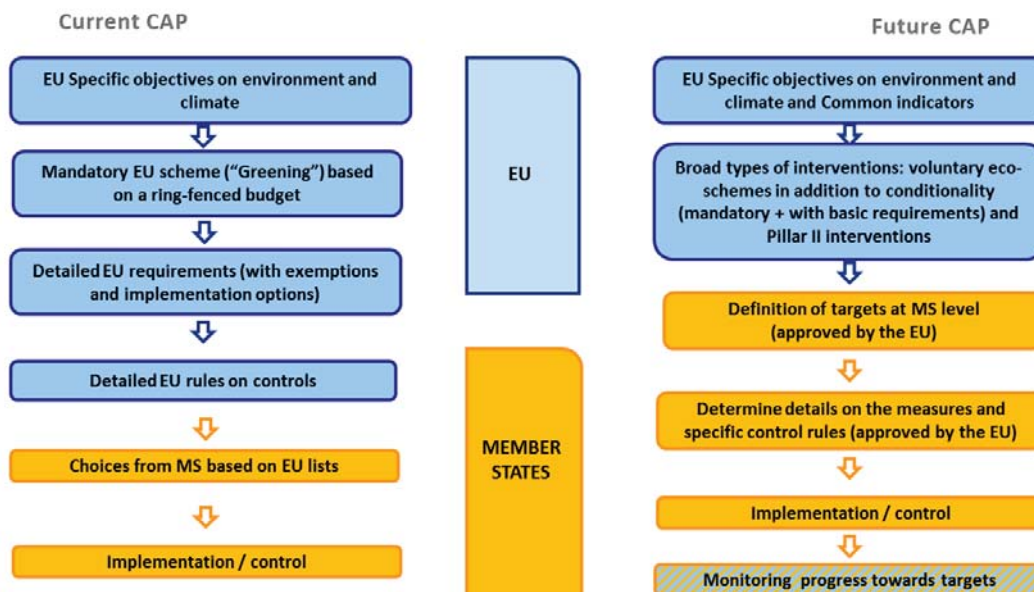 Current CAP
EU Specific objectives on environment and
climate
Mandatory EU scheme (“Greening”) based
on a ring-fenced budget
Detailed EU requirements (with exemptions
and implementation options)
Detailed EU rules on controls
Choices from MS based on EU lists
Implementation / control
EU
MEMBER
STATES
Future CAP
EU Specific objectives on environment and
climate and Common indicators
Broad types of interventions: voluntary eco-
schemes in addition to conditionality
(mandatory + with basic requirements) and
Pillar II interventions
Definition of targets at MS level
(approved by the EU)
Determine details on the measures and
specific control rules (approved by the EU)
Implementation / control
Monitoring progress towards targets